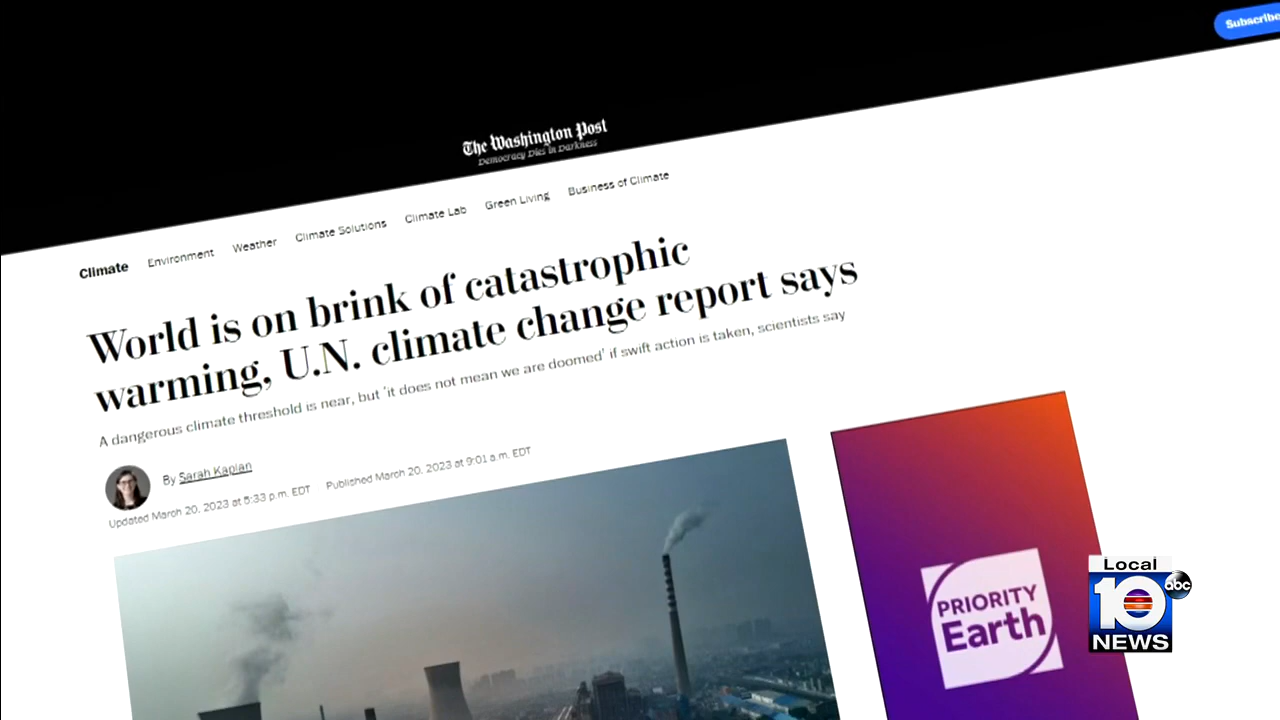 Subscribe
The Washington Post
Democracy Dies in Darkness
Climate Environment Weather Climate Solutions Climate Lab Green Living Business of Climate
World is on brink of catastrophic
warming, U.N. climate change report says
A dangerous climate threshold is near, but 'it does not mean we are doomed' if swift action is taken, scientists say
By Sarah Kaplan
Updated March 20, 2023 at 5:33 p.m. EDT Published March 20, 2023 at 9:01 a.m. EDT
PRIORITY
Earth
Local
10
abc
NEWS